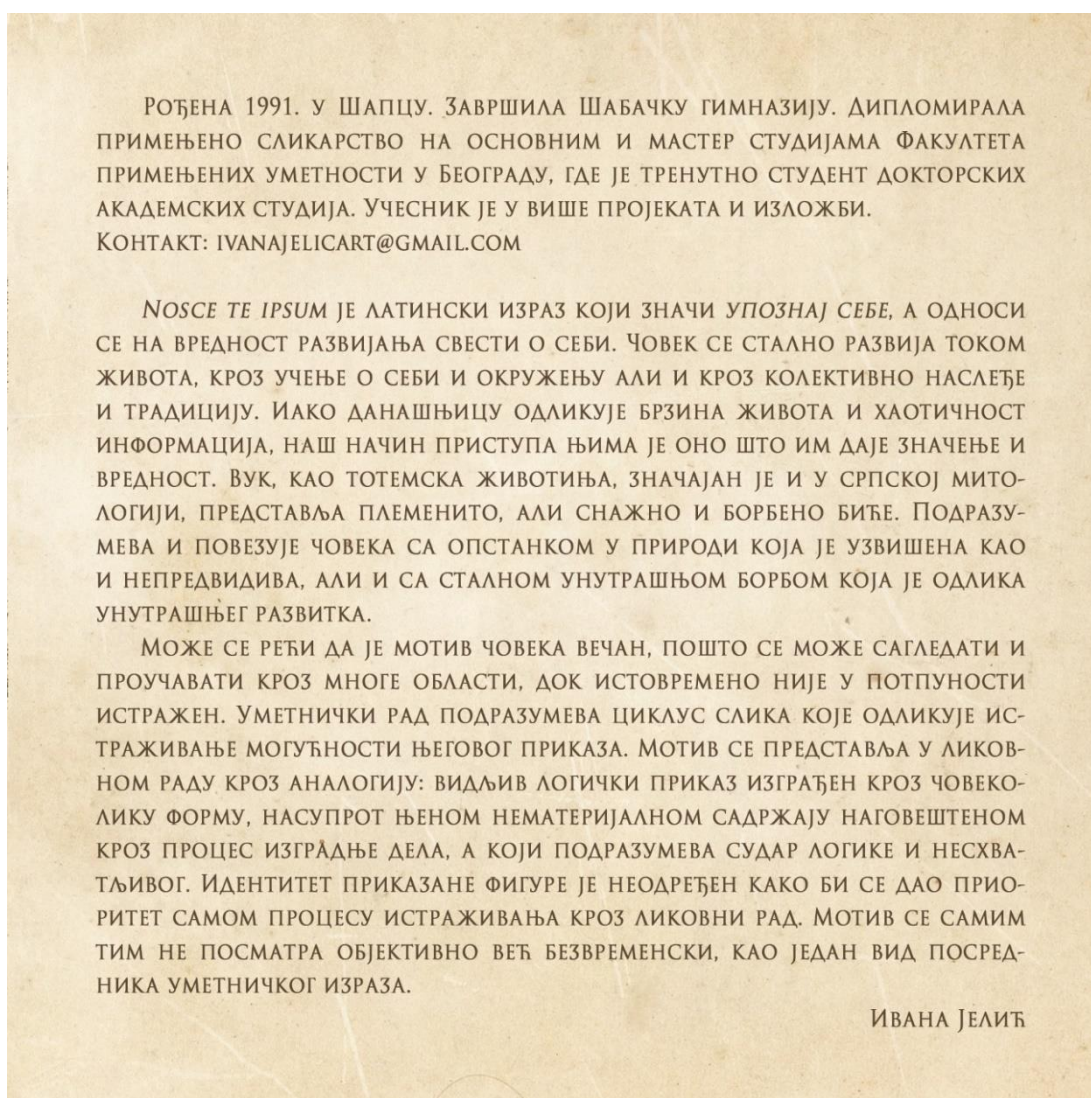 Рођена 1991. у Шапцу. Завршила Шабачку гимназију. Дипломирала
примењено сликарство на основним и мастер студијама Факултета
примењених уметности у Београду, где је тренутно студент докторских
академских студија. Учесник је у више пројеката и изложби.
Контакт: ivanajelicart@gmail.com
Nosce te ipsum је латински израз који значи упознај себе, а односи
се на вредност развијања свести о себи. Човек се стално развија током
живота, кроз учење о себи и окружењу али и кроз колективно наслеђе
и традицију. Иако данашњицу одликује брзина живота и хаотичност
информација, наш начин приступа њима је оно што им даје значење и
вредност. Вук, као тотемска животиња, значајан је и у српској мито-
логији, представља племенито, али снажно и борбено биће. Подразу-
мева и повезује човека са опстанком у природи која је узвишена као
и непредвидива, али и са сталном унутрашњом борбом која је одлика
унутрашњег развитка.
Може се рећи да је мотив човека вечан, пошто се може сагледати и
проучавати кроз многе области, док истовремено није у потпуности
истражен. Уметнички рад подразумева циклус слика које одликује ис-
траживање могућности његовог приказа. Мотив се представља у ликов-
ном раду кроз аналогију: видљив логички приказ изграђен кроз човеко-
лику форму, насупрот њеном нематеријалном садржају наговештеном
кроз процес изградње дела, а који подразумева судар логике и несхва-
тљивог. Идентитет приказане фигуре је неодређен како би се дао прио-
ритет самом процесу истраживања кроз ликовни рад. Мотив се самим
тим не посматра објективно већ безвременски, као један вид посред-
ника уметничког израза.
Ивана Јелић